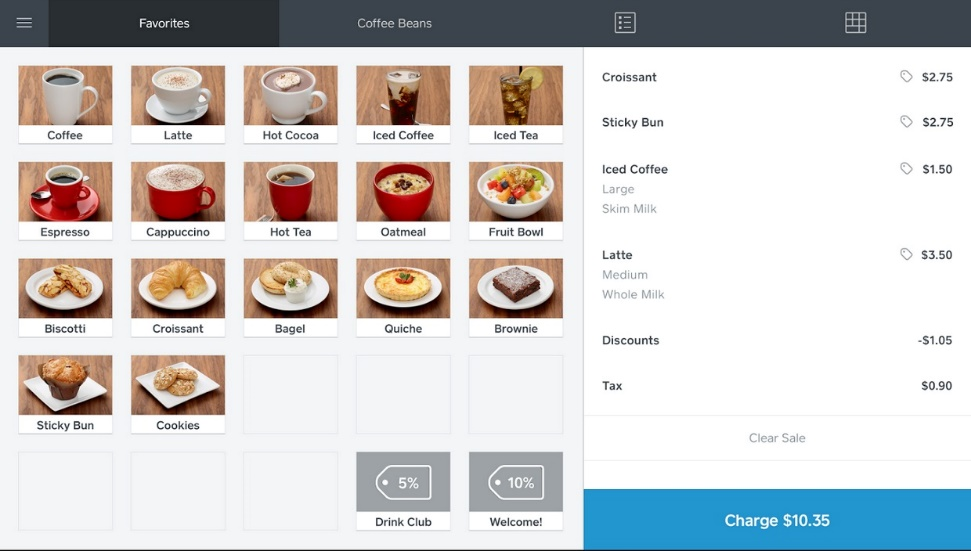 Favorites
Coffee Beans
Coffee
Latte
Hot Cocoa
Iced Coffee
Iced Tea
Espresso
Cappuccino
Hot Tea
Oatmeal
Fruit Bowl
Biscotti
Croissant
Bagel
Quiche
Brownie
Sticky Bun
Cookies
5%
10%
Drink Club
Welcome!
Croissant $2.75
Sticky Bun $2.75
Iced Coffee $1.50
Large
Skim Milk
Latte $3.50
Medium
Whole Milk
Discounts -$1.05
Tax $0.90
Clear Sale
Charge $10.35